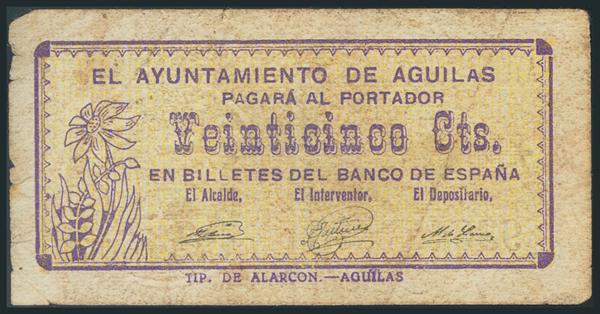 EL AYUNTAMIENTO DE AGUILAS
PAGARÁ AL PORTADOR
Veinticinco Cts.
EN BILLETES DEL BANCO DE ESPAÑA
El Alcalde, El Interventor, El Depositario,
TIP. DE ALARCON.—AGUÍLAS